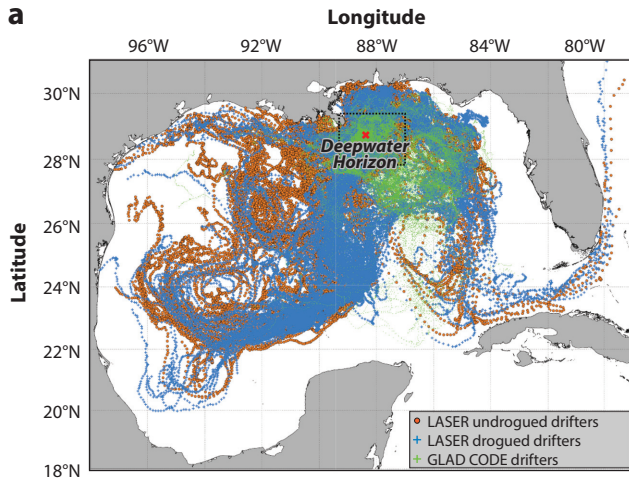 a
Longitude
96°W 92°W 88°W 84°W 80°W
30°N
28°N
26°N
24°N
22°N
20°N
18°N
Latitude
Deepwater
Horizon
LASER undrogued drifters
LASER drogued drifters
GLAD CODE drifters